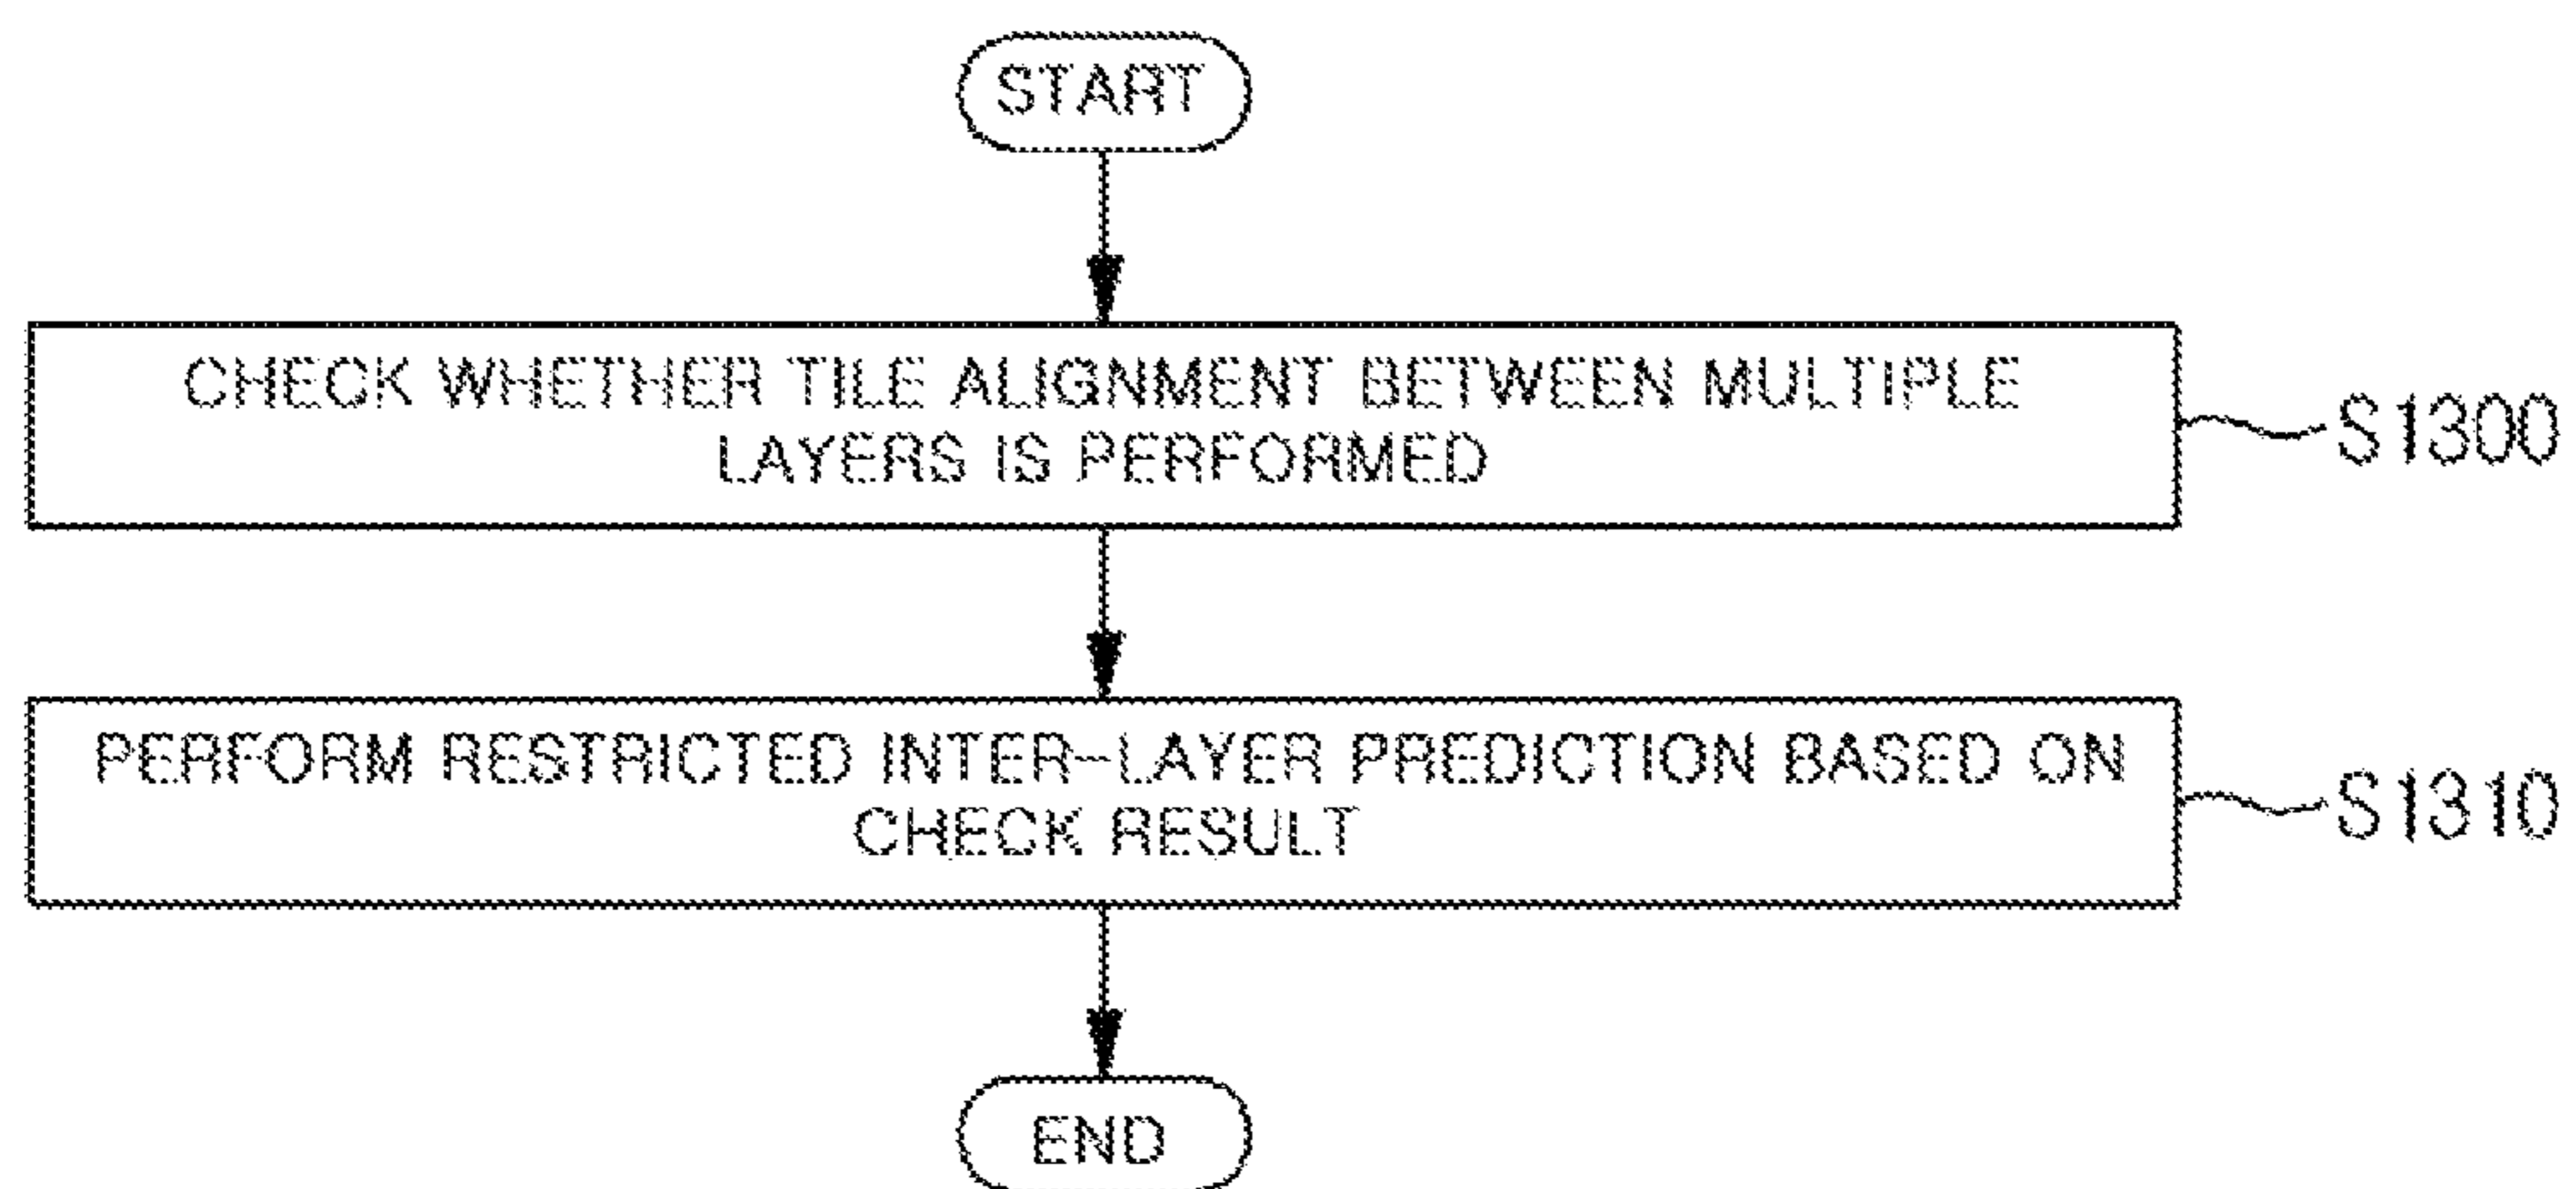 START
CHECK WHETHER TILE ALIGNMENT BETWEEN MULTIPLE
LAYERS IS PERFORMED
S1300
PERFORM RESTRICTED INTER-LAYER PREDICTION BASED ON
CHECK RESULT
S1310
END